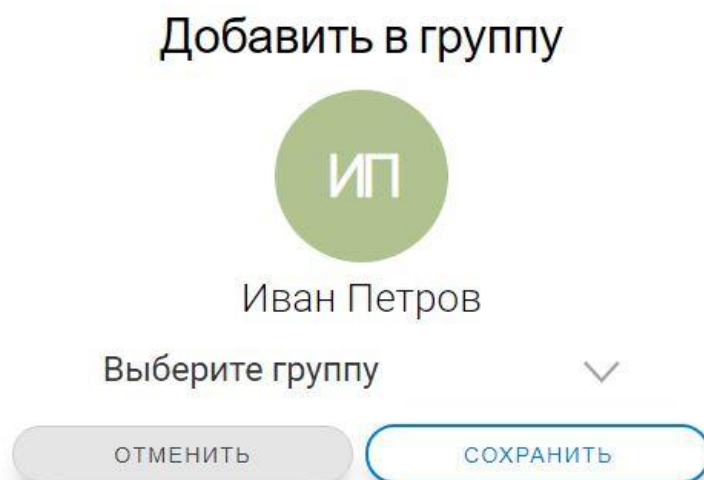 Добавить в группу
ИП
Иван Петров
Выберите группу
ОТМЕНИТЬ СОХРАНИТЬ